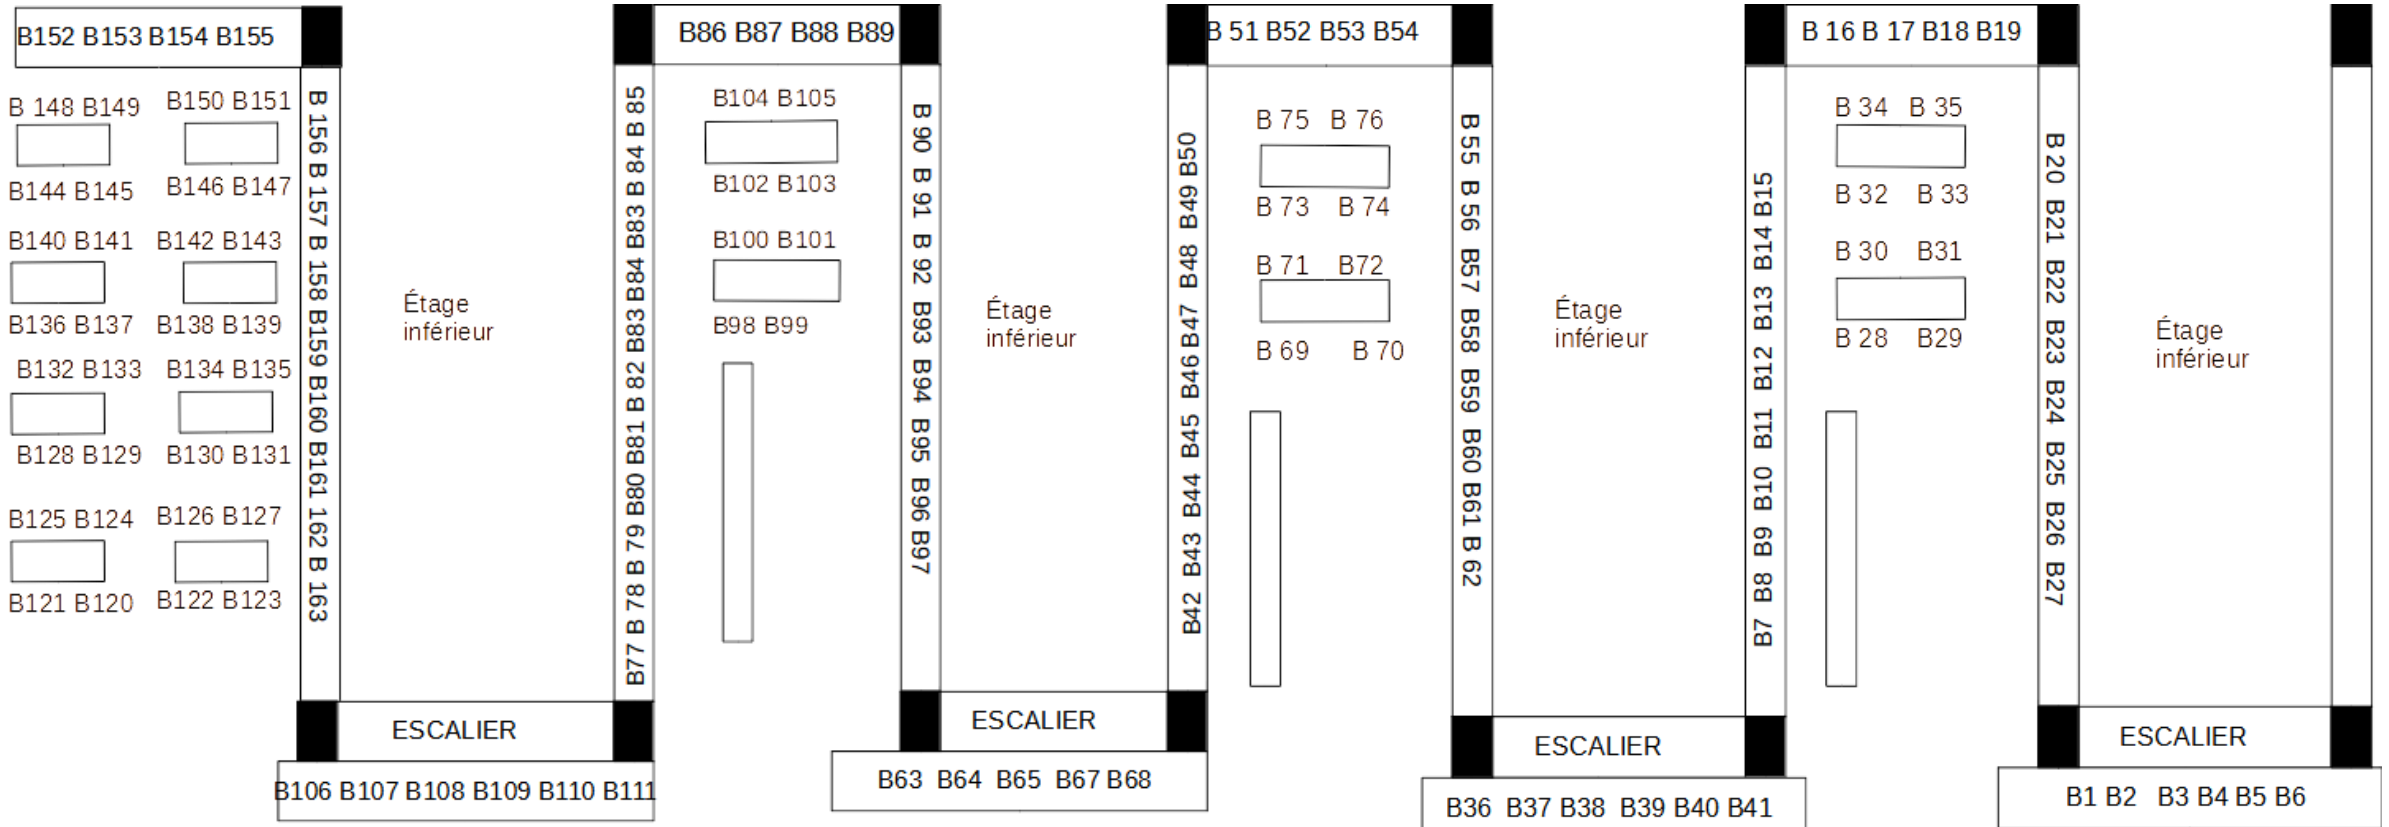 B152 B153 B154 B155
B86 B87 B88 B89
B 51 B52 B53 B54
B 16 B 17 B18 B19
B 148 B149
B150 B151
B144 B145
B146 B147
B140 B141
B142 B143
B136 B137
B138 B139
B132 B133
B134 B135
B128 B129
B130 B131
B125 B124
B126 B127
B121 B120
B122 B123
B 156 B 157 B 158 B159 B160 B161 162 B 163
Étage
inférieur
B77 B 78 B 79 B80 B81 B 82 B83 B84 B83 B 84 B 85
B104 B105
B102 B103
B100 B101
B98 B99
B 90 B 91 B 92 B93 B94 B95 B96 B97
Étage
inférieur
B42 B43 B44 B45 B46 B47 B48 B49 B50
B 75 B 76
B 73 B 74
B 71 B72
B 69 B 70
B 55 B 56 B57 B58 B59 B60 B61 B 62
Étage
inférieur
B7 B8 B9 B10 B11 B12 B13 B14 B15
B 34 B 35
B 32 B 33
B 30 B31
B 28 B29
B 20 B21 B22 B23 B24 B25 B26 B27
Étage
inférieur
ESCALIER
ESCALIER
ESCALIER
ESCALIER
B106 B107 B108 B109 B110 B111
B63 B64 B65 B67 B68
B36 B37 B38 B39 B40 B41
B1 B2 B3 B4 B5 B6